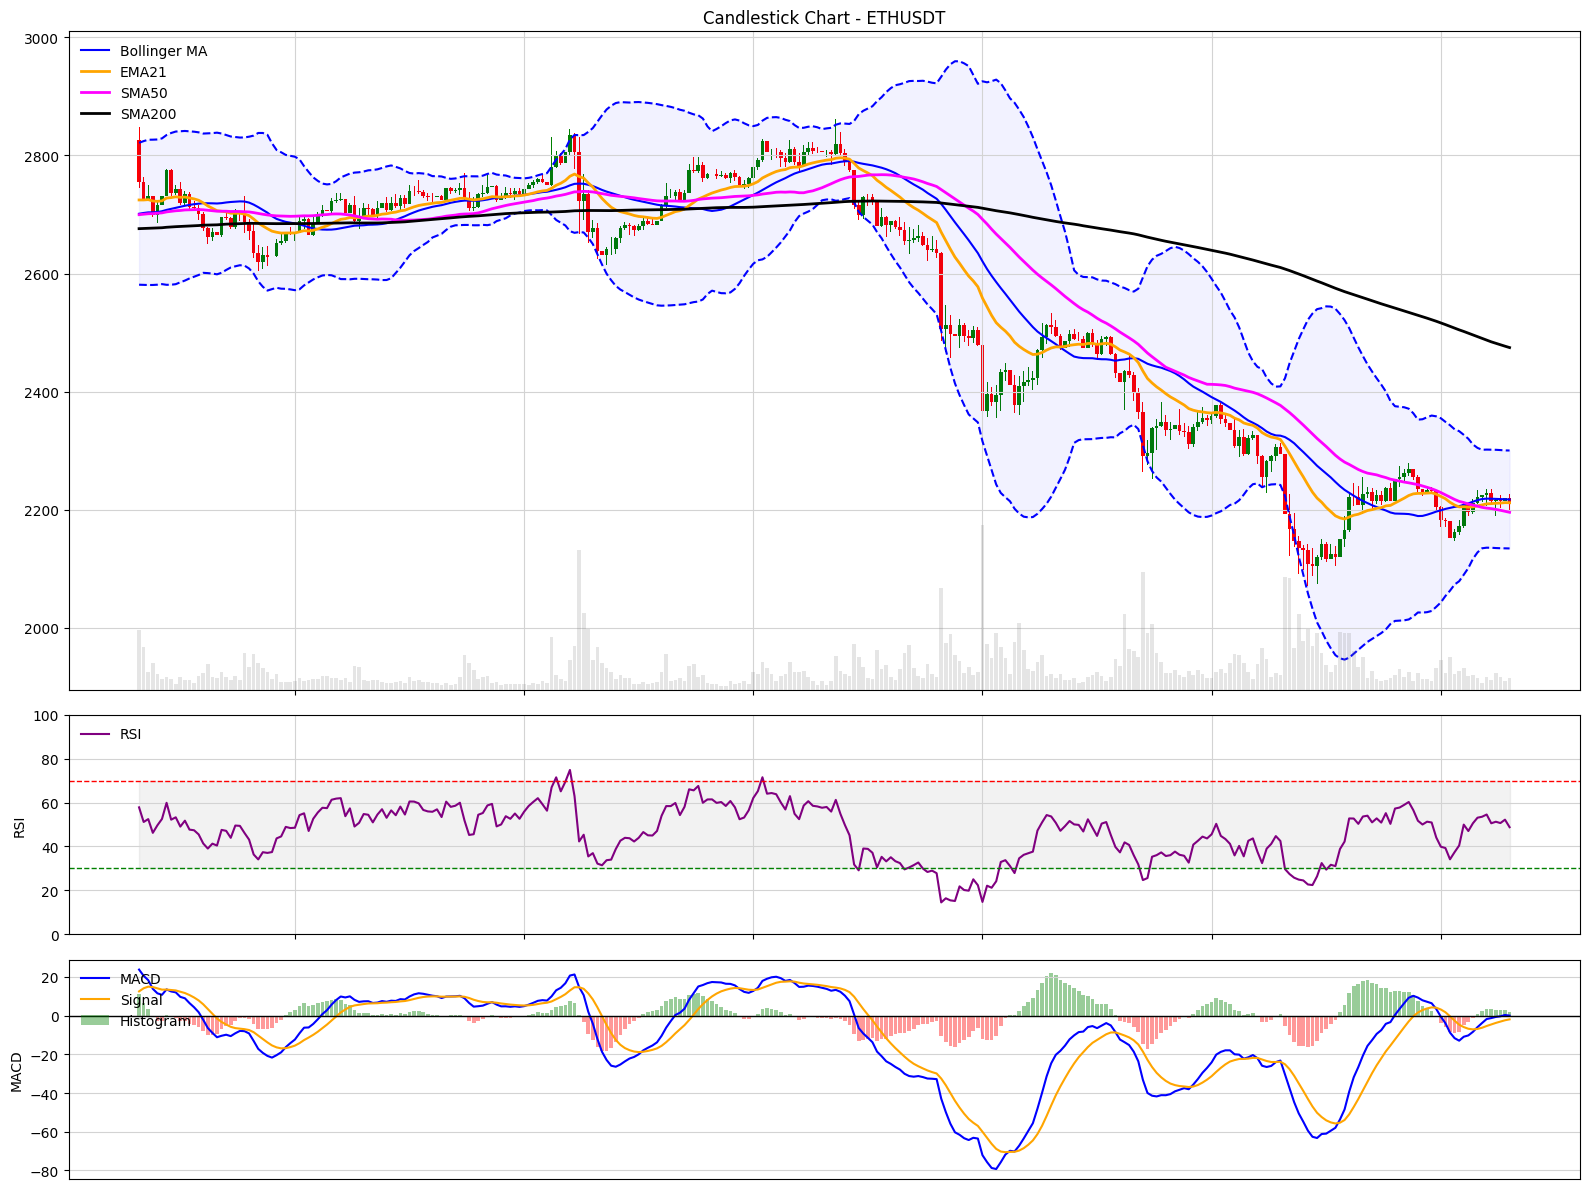 Candlestick Chart - ETHUSDT
3000
2800
2600
2400
2200
2000
Bollinger MA
EMA21
SMA50
SMA200
100
80
60
40
20
0
RSI
RSI
20
0
−20
−40
−60
−80
MACD
MACD
Signal
Histogram